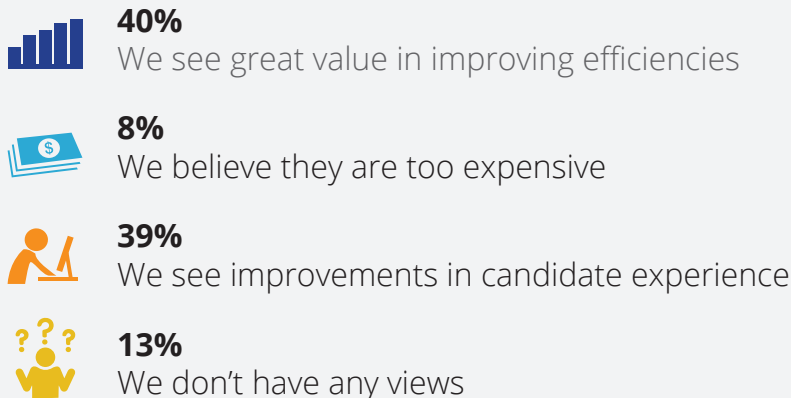 40%
We see great value in improving efficiencies
$
8%
We believe they are too expensive
39%
We see improvements in candidate experience
? ? ?
13%
We don't have any views